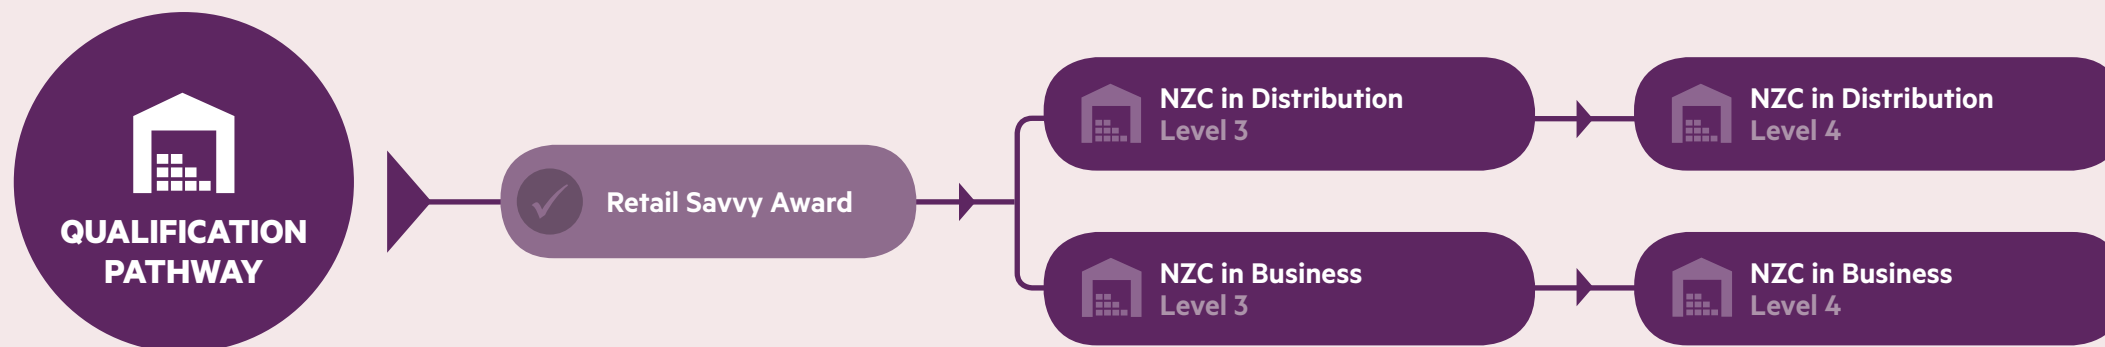 QUALIFICATION
PATHWAY
Retail Savvy Award
NZC in Distribution
Level 3
NZC in Distribution
Level 4
NZC in Business
Level 3
NZC in Business
Level 4